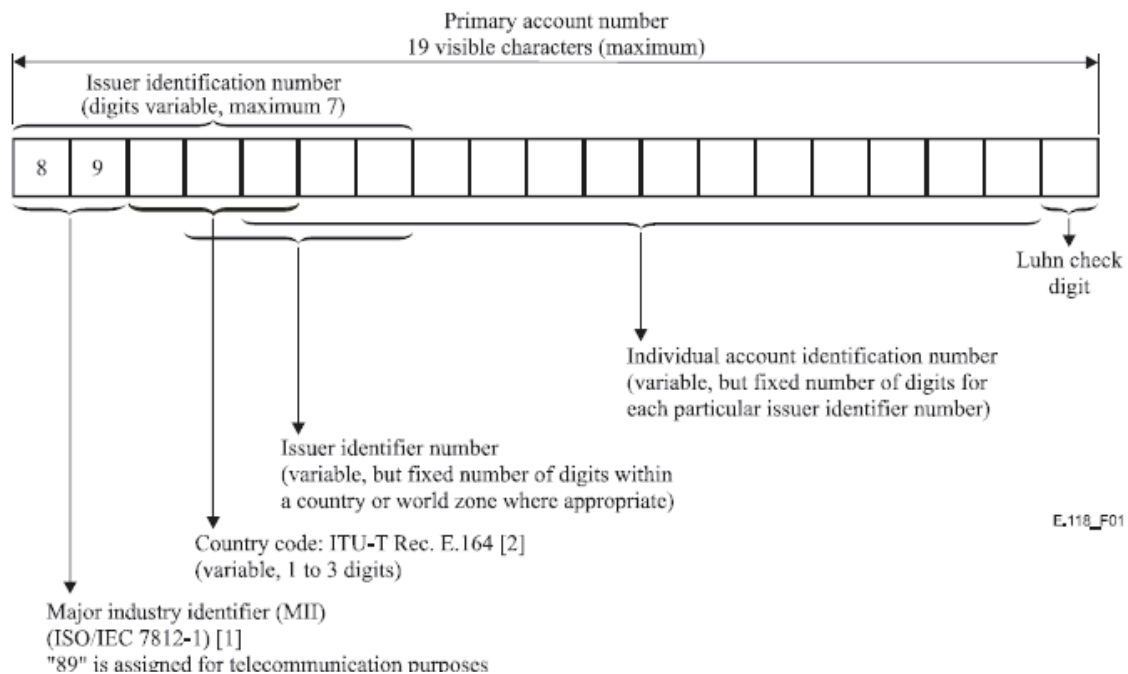 Primary account number
19 visible characters (maximum)
Issuer identification number
(digits variable, maximum 7)
8 9
Luhn check
digit
Individual account identification number
(variable, but fixed number of digits for
each particular issuer identifier number)
Issuer identifier number
(variable, but fixed number of digits within
a country or world zone where appropriate)
E.118_F01
Country code: ITU-T Rec. E.164 [2]
(variable, 1 to 3 digits)
Major industry identifier (MII)
(ISO/IEC 7812-1) [1]
"89" is assigned for telecommunication purposes